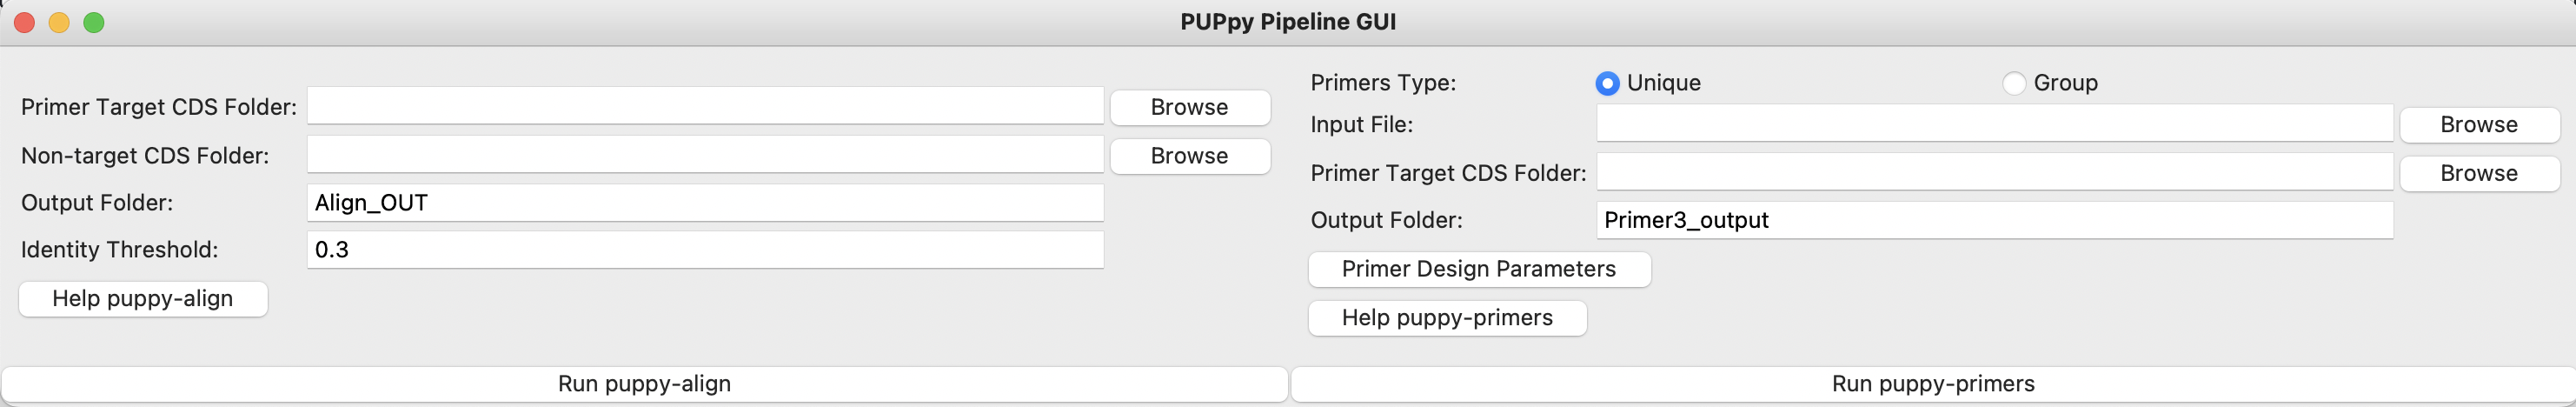 PUPpy Pipeline GUI
Primer Target CDS Folder: Browse
Non-target CDS Folder: Browse
Output Folder: Align_OUT
Identity Threshold: 0.3
Help puppy-align
Run puppy-align
Primers Type: Unique Group
Input File: Browse
Primer Target CDS Folder: Browse
Output Folder: Primer3_output
Primer Design Parameters
Help puppy-primers
Run puppy-primers